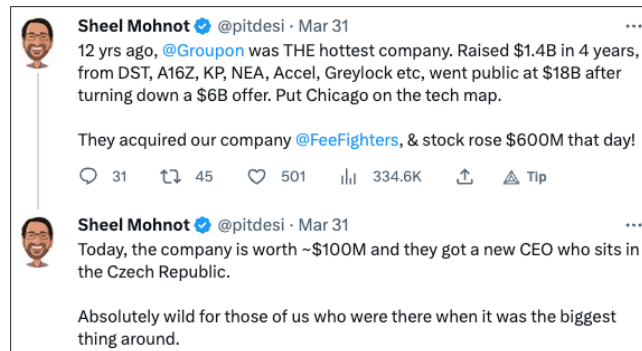 Sheel Mohnot @pitdesi · Mar 31
12 yrs ago, @Groupon was THE hottest company. Raised $1.4B in 4 years,
from DST, A16Z, KP, NEA, Accel, Greylock etc, went public at $18B after
turning down a $6B offer. Put Chicago on the tech map.
They acquired our company @FeeFighters, & stock rose $600M that day!
31 45 501 334.6K Tip
Sheel Mohnot @pitdesi · Mar 31
Today, the company is worth ~$100M and they got a new CEO who sits in
the Czech Republic.
Absolutely wild for those of us who were there when it was the biggest
thing around.